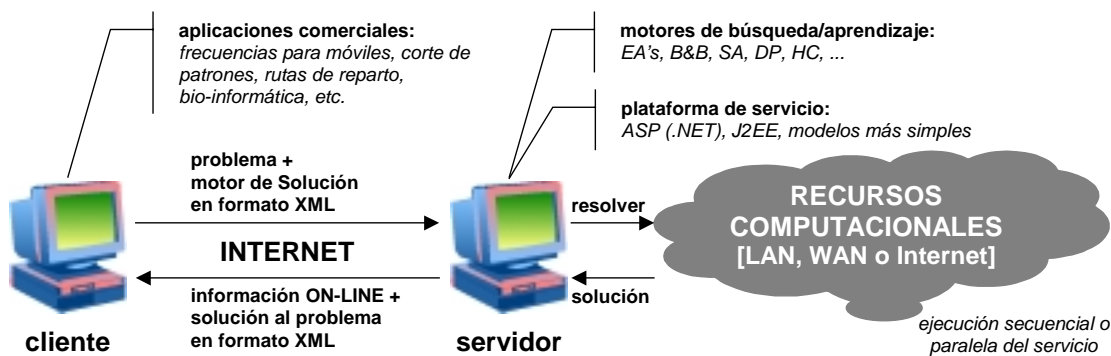 aplicaciones comerciales:
frecuencias para móviles, corte de
patrones, rutas de reparto,
bio-informática, etc.
motores de búsqueda/aprendizaje:
EA's, B&B, SA, DP, HC, ...
plataforma de servicio:
ASP (.NET), J2EE, modelos más simples
problema +
motor de Solución
en formato XML
INTERNET
información ON-LINE +
solución al problema
en formato XML
cliente
servidor
resolver
solución
RECURSOS
COMPUTACIONALES
[LAN, WAN o Internet]
ejecución secuencial o
paralela del servicio